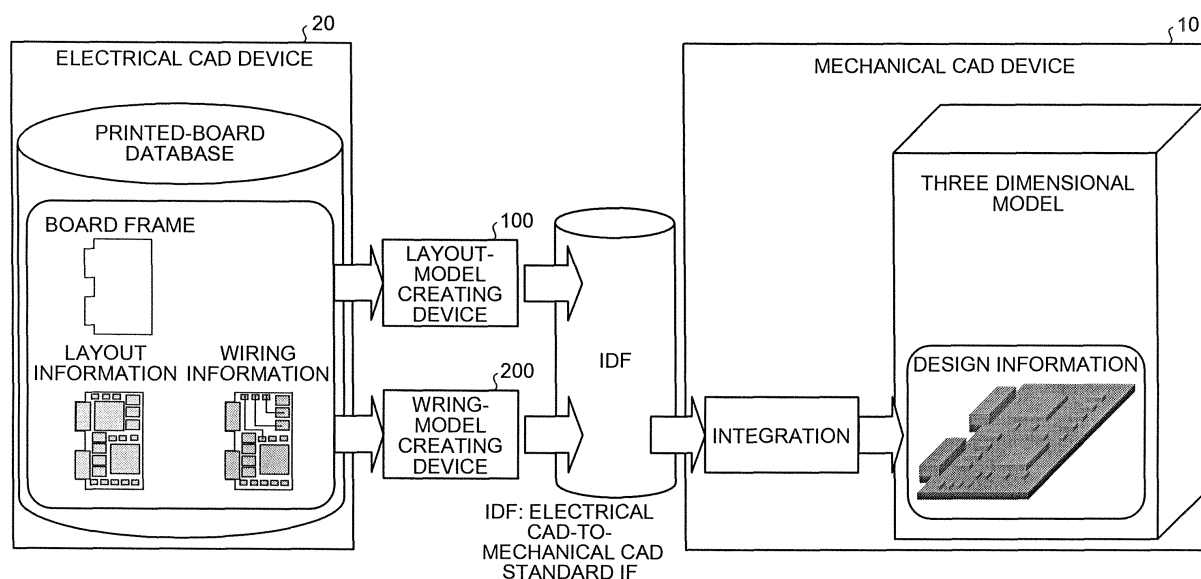 20
ELECTRICAL CAD DEVICE
PRINTED-BOARD
DATABASE
BOARD FRAME
LAYOUT
INFORMATION
WIRING
INFORMATION
100
LAYOUT-
MODEL
CREATING
DEVICE
200
WRING-
MODEL
CREATING
DEVICE
IDF
IDF: ELECTRICAL
CAD-TO-
MECHANICAL CAD
STANDARD IF
10
MECHANICAL CAD DEVICE
INTEGRATION
THREE DIMENSIONAL
MODEL
DESIGN INFORMATION